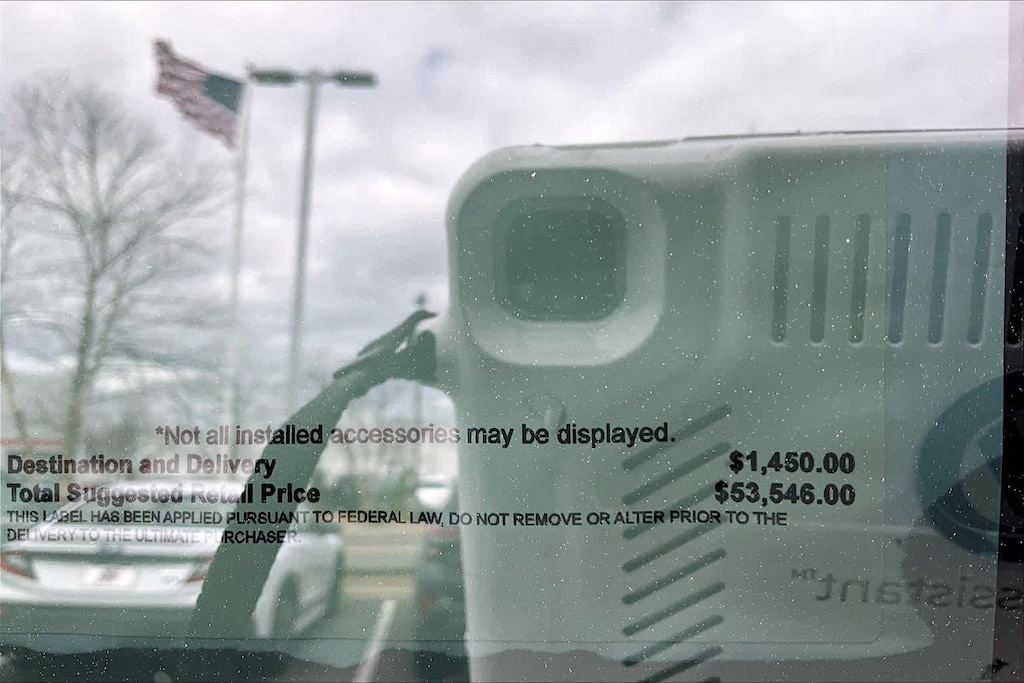 *Not all installed accessories may be displayed.
Destination and Delivery $1,450.00
Total Suggested Retail Price $53,546.00
THIS LABEL HAS BEEN APPLIED PURSUANT TO FEDERAL LAW, DO NOT REMOVE OR ALTER PRIOR TO THE
DELIVERY TO THE ULTIMATE PURCHASER.
ssistant™